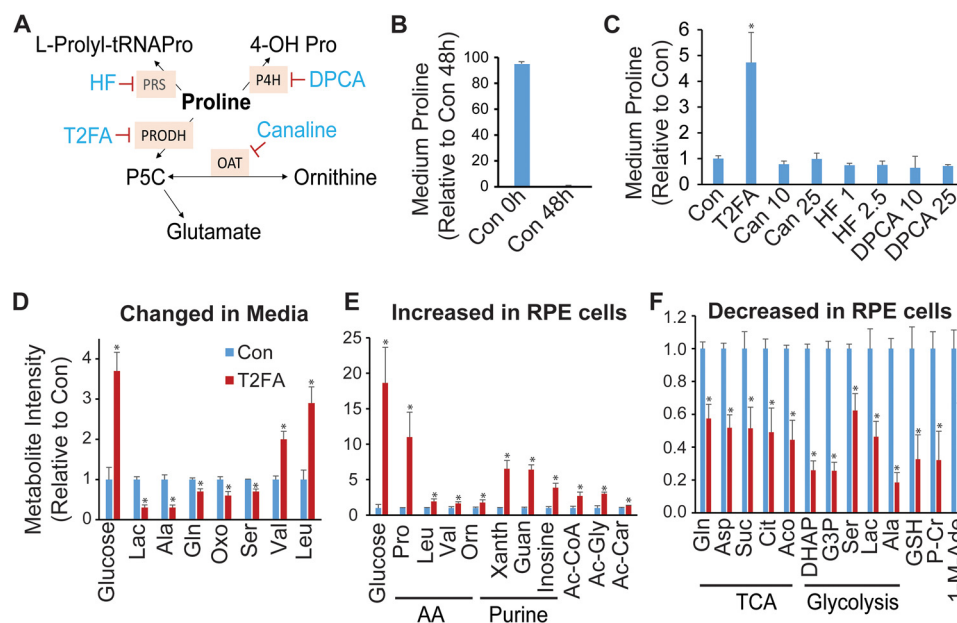 A
L-Prolyl-tRNAPro
4-OH Pro
HF
PRS
P4H
DPCA
Proline
T2FA
PRODH
Canaline
OAT
P5C
Ornithine
Glutamate
B
Medium Proline
(Relative to Con 48h)
100
80
60
40
20
0
Con 0h
Con 48h
C
Medium Proline
(Relative to Con)
6
5
4
3
2
1
0
*
Con
T2FA
Can 10
Can 25
HF 1
HF 2.5
DPCA 10
DPCA 25
D
Changed in Media
Metabolite Intensity
(Relative to Con)
4
3
2
1
0
Con
T2FA
* * * * * * * *
Glucose
Lac
Ala
Gln
Oxo
Ser
Val
Leu
E
Increased in RPE cells
25
20
15
10
5
0
* * * * * * * * * * *
Glucose
Pro
Leu
Val
Orn
Xanth
Guan
Inosine
Ac-CoA
Ac-Gly
Ac-Car
AA
Purine
F
Decreased in RPE cells
1.2
1.0
0.8
0.6
0.4
0.2
0.0
* * * * * * * * * * * *
Gln
Asp
Suc
Cit
Aco
DHAP
G3P
Ser
Lac
Ala
GSH
P-Cr
1-M-Ade
TCA
Glycolysis